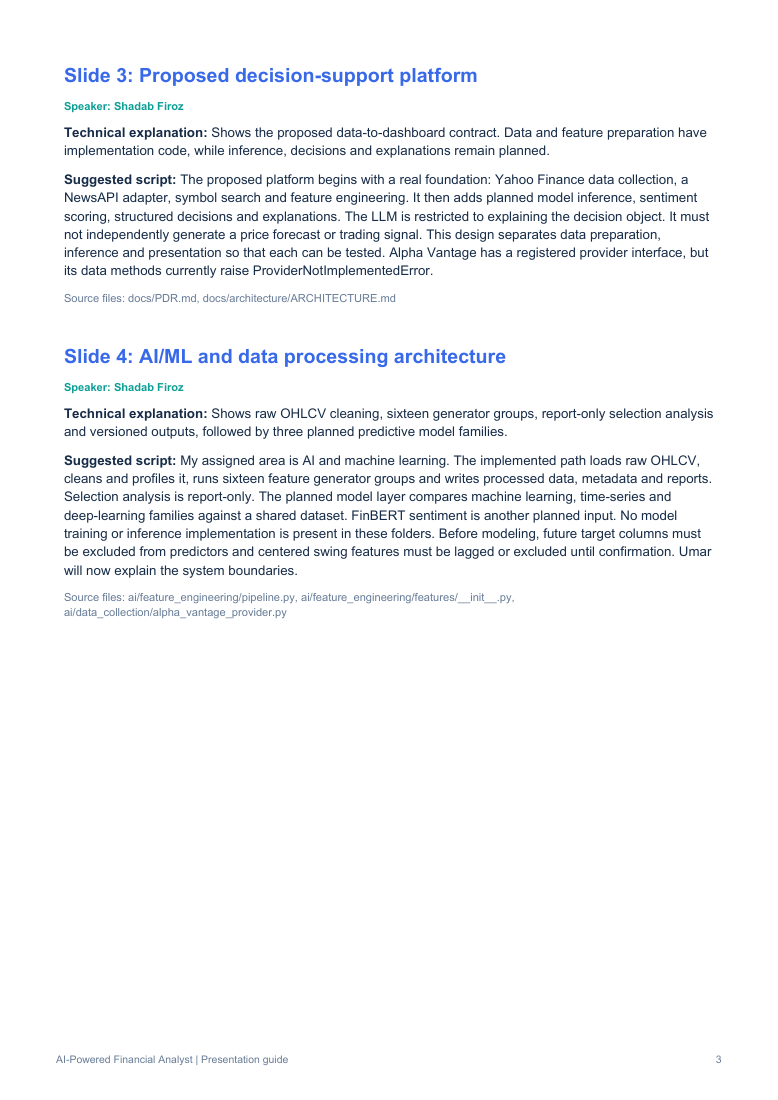 Slide 3: Proposed decision-support platform
Speaker: Shadab Firoz
Technical explanation: Shows the proposed data-to-dashboard contract. Data and feature preparation have
implementation code, while inference, decisions and explanations remain planned.
Suggested script: The proposed platform begins with a real foundation: Yahoo Finance data collection, a
NewsAPI adapter, symbol search and feature engineering. It then adds planned model inference, sentiment
scoring, structured decisions and explanations. The LLM is restricted to explaining the decision object. It must
not independently generate a price forecast or trading signal. This design separates data preparation,
inference and presentation so that each can be tested. Alpha Vantage has a registered provider interface, but
its data methods currently raise ProviderNotImplementedError.
Source files: docs/PDR.md, docs/architecture/ARCHITECTURE.md
Slide 4: AI/ML and data processing architecture
Speaker: Shadab Firoz
Technical explanation: Shows raw OHLCV cleaning, sixteen generator groups, report-only selection analysis
and versioned outputs, followed by three planned predictive model families.
Suggested script: My assigned area is AI and machine learning. The implemented path loads raw OHLCV,
cleans and profiles it, runs sixteen feature generator groups and writes processed data, metadata and reports.
Selection analysis is report-only. The planned model layer compares machine learning, time-series and
deep-learning families against a shared dataset. FinBERT sentiment is another planned input. No model
training or inference implementation is present in these folders. Before modeling, future target columns must
be excluded from predictors and centered swing features must be lagged or excluded until confirmation. Umar
will now explain the system boundaries.
Source files: ai/feature_engineering/pipeline.py, ai/feature_engineering/features/__init__.py,
ai/data_collection/alpha_vantage_provider.py
AI-Powered Financial Analyst | Presentation guide
3